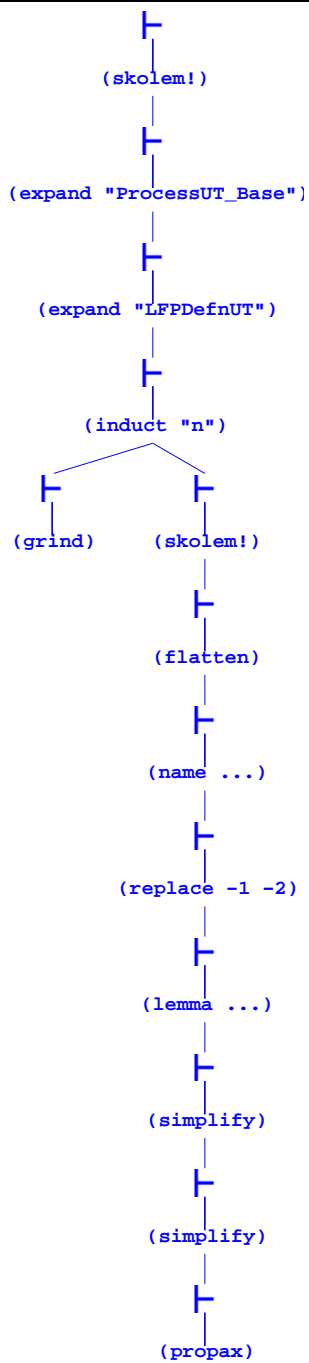 ⊢
(skolem!)
⊢
(expand "ProcessUT_Base")
⊢
(expand "LFPDefnUT")
⊢
(induct "n")
⊢ ⊢
(grind) (skolem!)
⊢
(flatten)
⊢
(name ...)
⊢
(replace -1 -2)
⊢
(lemma ...)
⊢
(simplify)
⊢
(simplify)
⊢
(propax)